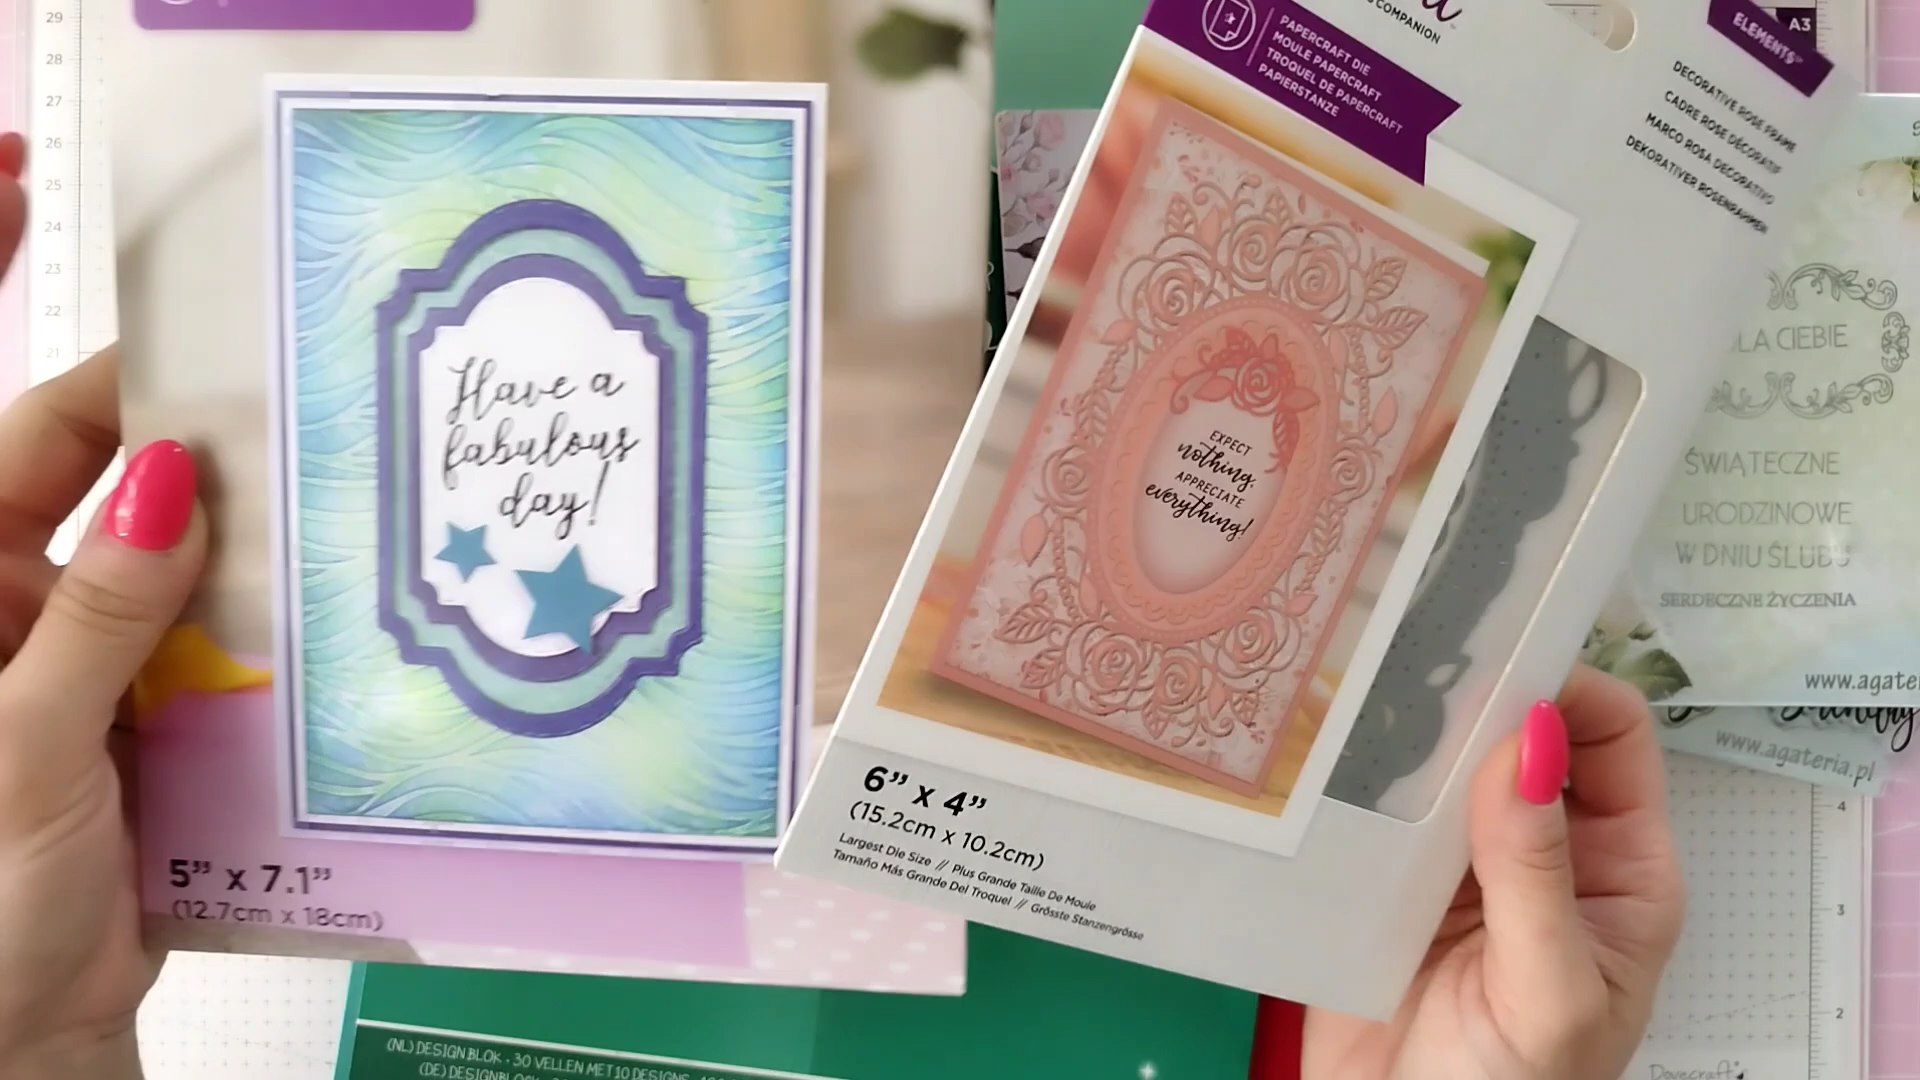 Have a
fabulous
day!
5” x 7.1”
(12.7cm x 18cm)
COMPANION
PAPERCRAFT DIE
MOULE PAPERCRAFT
TROQUEL DE PAPERCRAFT
PAPIERSTANZE
ELEMENTS™
DECORATIVE ROSE FRAME
CADRE ROSE DÉCORATIF
MARCO ROSA DECORATIVO
DEKORATIVER ROSENRAHMEN
EXPECT
nothing,
APPRECIATE
everything!
6” x 4”
(15.2cm x 10.2cm)
Largest Die Size // Plus Grande Taille De Moule
Tamaño Más Grande Del Troquel // Grösste Stanzengrösse
A3
29
28
27
26
25
24
23
22
21
LA CIEBIE
ŚWIĄTECZNE
URODZINOWE
W DNIU ŚLUBU
SERDECZNE ŻYCZENIA
www.agater
www.agateria.pl
4
3
2
Dovecraft
(NL) DESIGN BLOK - 30 VELLEN MET 10 DESIGNS
(DE) DESIGNBLOCK